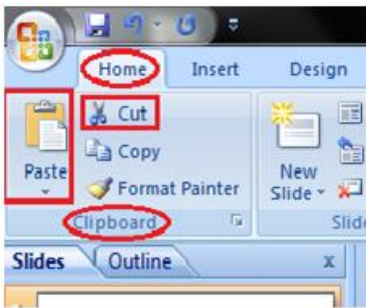 Home Insert Design
Cut
Copy
Format Painter
Paste
New
Slide
Clipboard
Slides Outline x